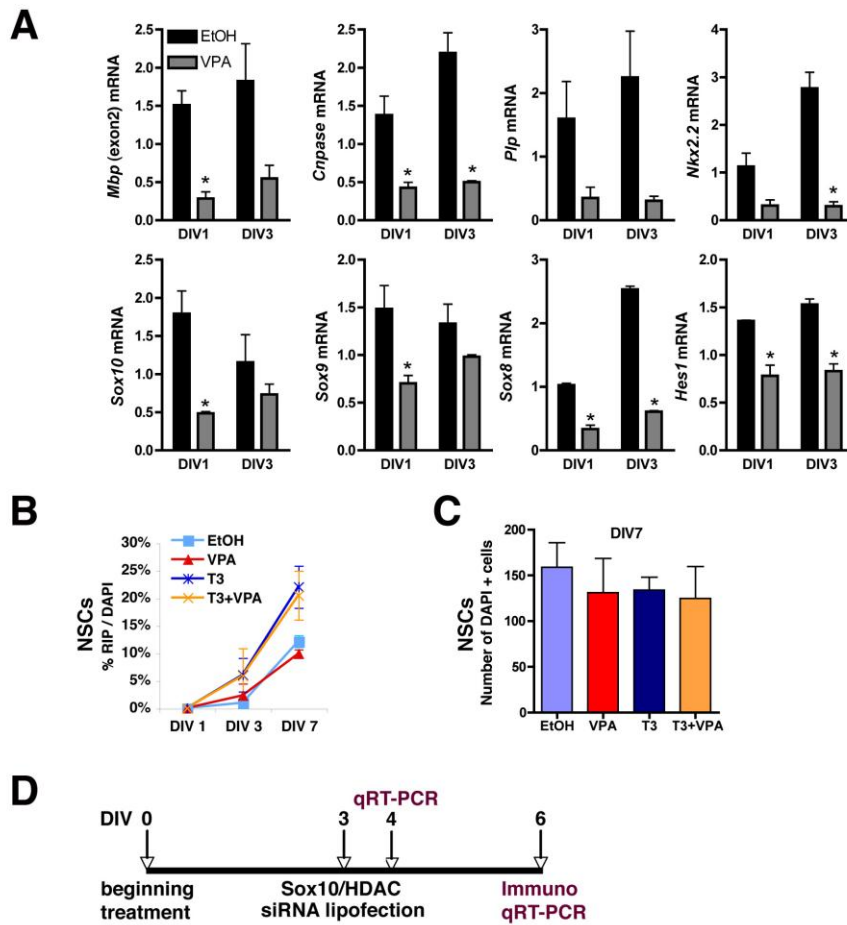 A
EtOH
VPA
Mbp (exon2) mRNA
2.5
2.0
1.5
1.0
0.5
0.0
*
DIV1 DIV3
Cnpase mRNA
2.5
2.0
1.5
1.0
0.5
0.0
* *
DIV1 DIV3
Plp mRNA
3
2
1
0
DIV1 DIV3
Nkx2.2 mRNA
4
3
2
1
0
*
DIV1 DIV3
Sox10 mRNA
2.5
2.0
1.5
1.0
0.5
0.0
*
DIV1 DIV3
Sox9 mRNA
2.0
1.5
1.0
0.5
0.0
*
DIV1 DIV3
Sox8 mRNA
3
2
1
0
* *
DIV1 DIV3
Hes1 mRNA
2.0
1.5
1.0
1.5
0.0
* *
DIV1 DIV3
B
NSCs
% RIP / DAPI
30%
25%
20%
15%
10%
5%
0%
EtOH
VPA
T3
T3+VPA
DIV 1 DIV 3 DIV 7
C
NSCs
Number of DAPI + cells
200
150
100
50
0
DIV7
EtOH VPA T3 T3+VPA
D
qRT-PCR
DIV 0 3 4 6
beginning
treatment
Sox10/HDAC
siRNA lipofection
Immuno
qRT-PCR